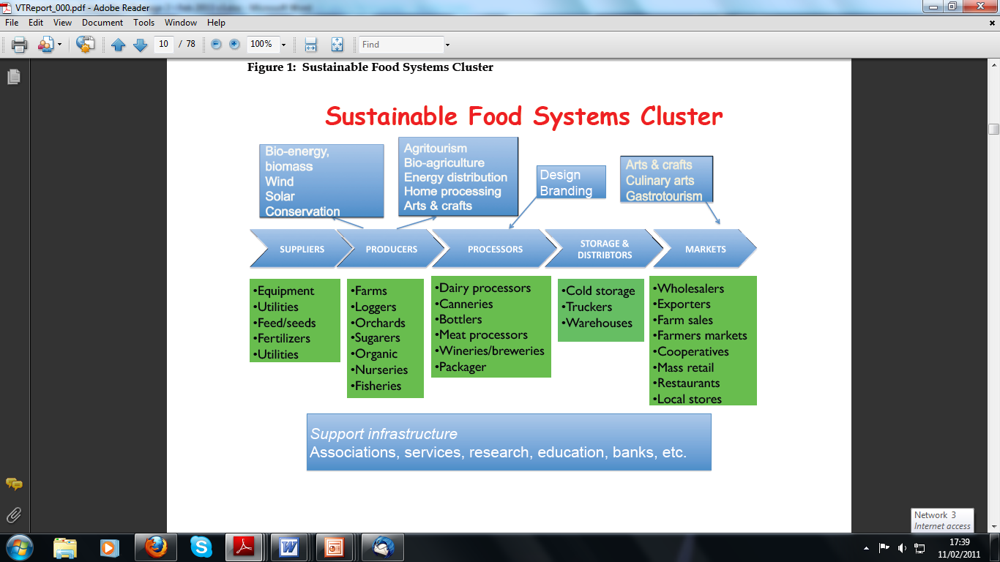 VTReport_000.pdf - Adobe Reader
File Edit View Document Tools Window Help
10 / 78 100% Find
Figure 1: Sustainable Food Systems Cluster
Sustainable Food Systems Cluster
Bio-energy,
biomass
Wind
Solar
Conservation
Agritourism
Bio-agriculture
Energy distribution
Home processing
Arts & crafts
Design
Branding
Arts & crafts
Culinary arts
Gastrotourism
SUPPLIERS
PRODUCERS
PROCESSORS
STORAGE &
DISTRIBTORS
MARKETS
•Equipment
•Utilities
•Feed/seeds
•Fertilizers
•Utilities
•Farms
•Loggers
•Orchards
•Sugarers
•Organic
•Nurseries
•Fisheries
•Dairy processors
•Canneries
•Bottlers
•Meat processors
•Wineries/breweries
•Packager
•Cold storage
•Truckers
•Warehouses
•Wholesalers
•Exporters
•Farm sales
•Farmers markets
•Cooperatives
•Mass retail
•Restaurants
•Local stores
Support infrastructure
Associations, services, research, education, banks, etc.
Network 3
Internet access
17:39
11/02/2011